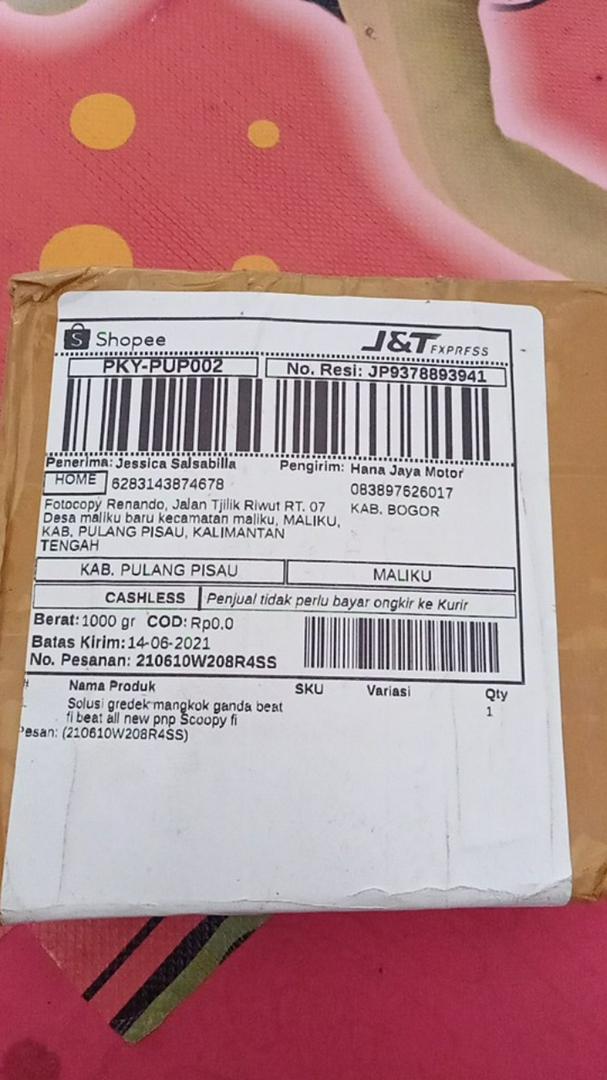 Shopee
J&T EXPRESS
PKY-PUP002
No. Resi: JP9378893941
Penerima: Jessica Salsabilla
Pengirim: Hana Jaya Motor
HOME 6283143874678
083897626017
KAB. BOGOR
Fotocopy Renando, Jalan Tjilik Riwut RT. 07
Desa maliku baru kecamatan maliku, MALIKU,
KAB. PULANG PISAU, KALIMANTAN
TENGAH
KAB. PULANG PISAU
MALIKU
CASHLESS Penjual tidak perlu bayar ongkir ke Kurir
Berat: 1000 gr COD: Rp0,0
Batas Kirim: 14-06-2021
No. Pesanan: 210610W208R4SS
# Nama Produk SKU Variasi Qty
Solusi gredek mangkok ganda beat 1
fi beat all new pnp Scoopy fi
Pesan: (210610W208R4SS)